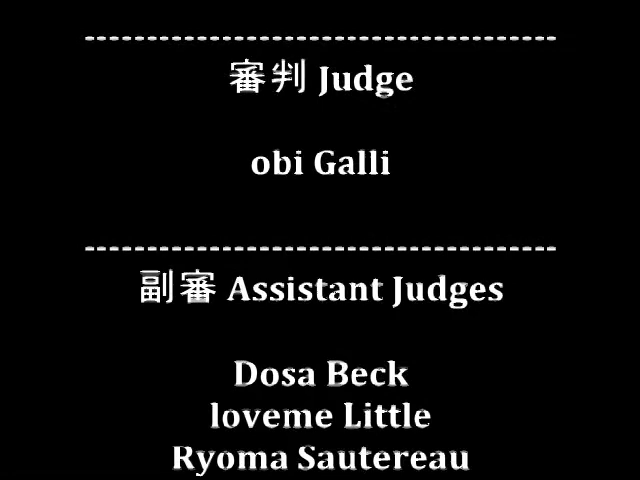 --------------------------------------
審判 Judge
obi Galli
--------------------------------------
副審 Assistant Judges
Dosa Beck
loveme Little
Ryoma Sautereau